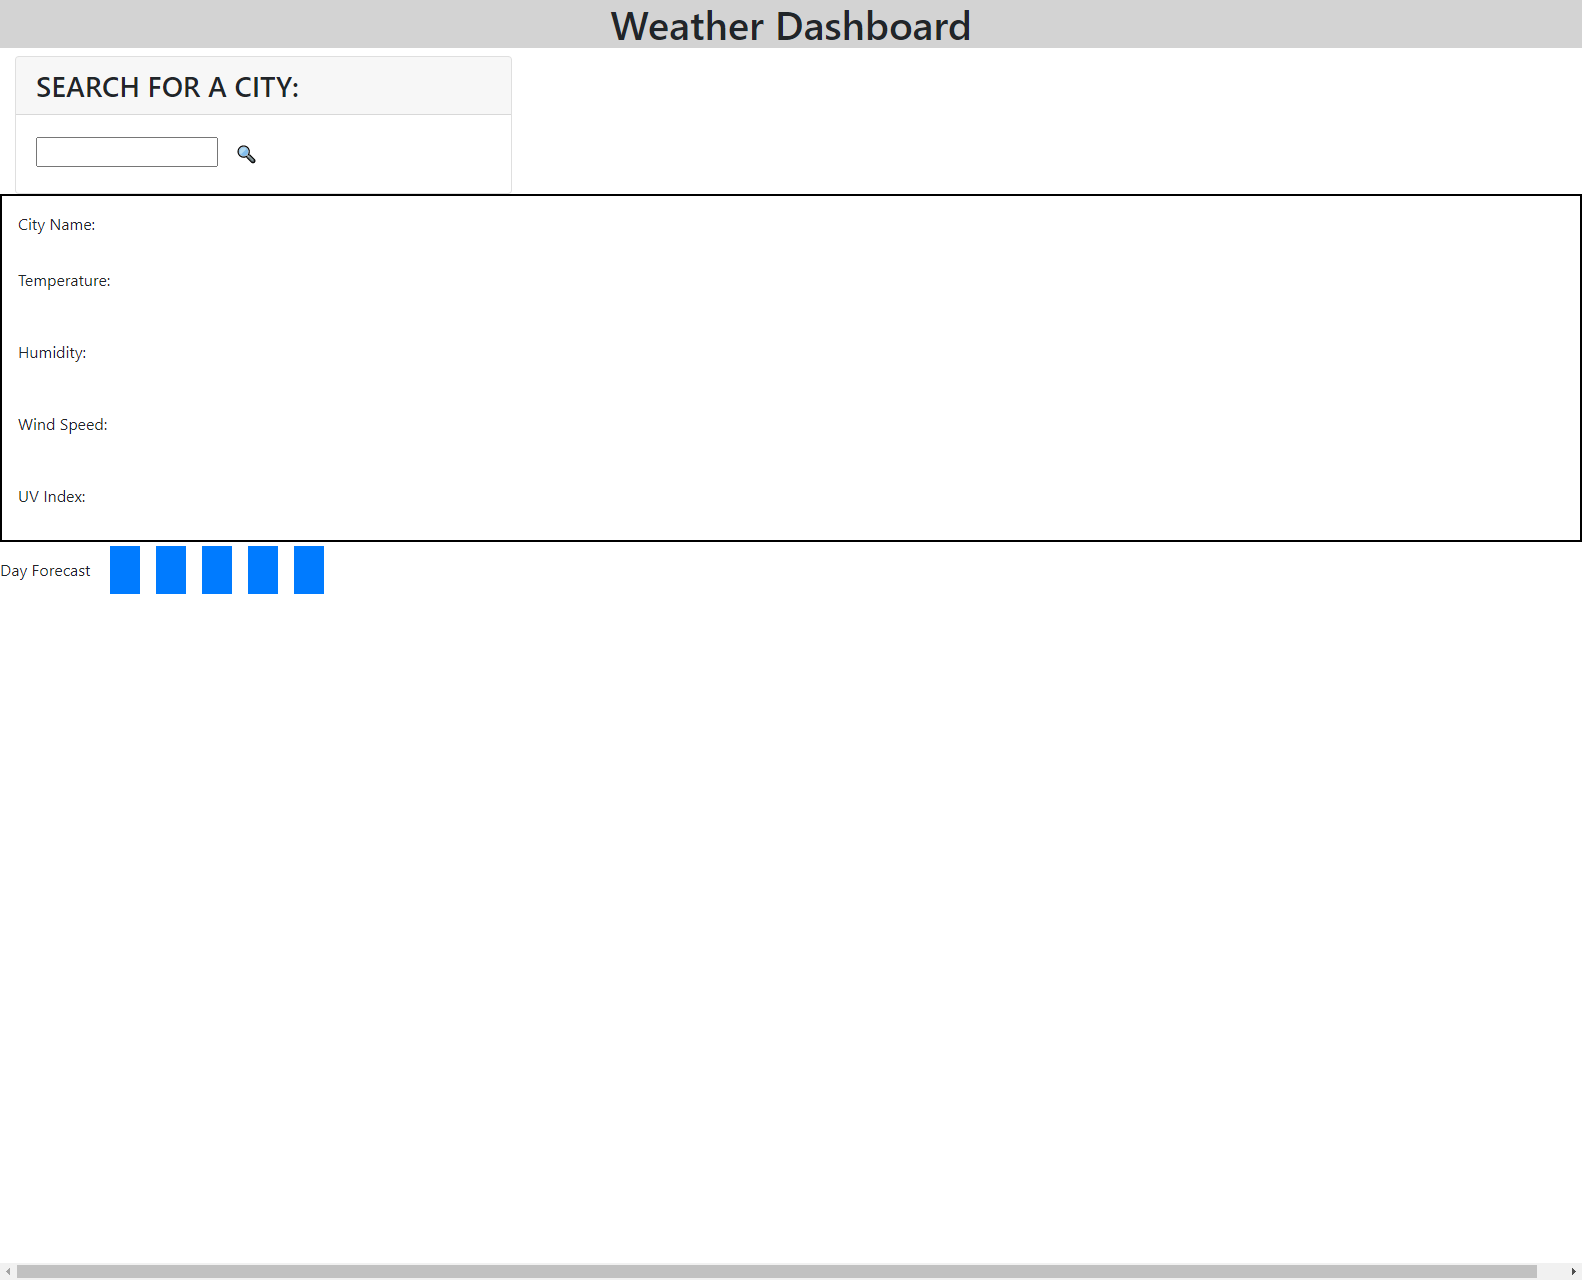 Weather Dashboard
SEARCH FOR A CITY:
City Name:
Temperature:
Humidity:
Wind Speed:
UV Index:
Day Forecast